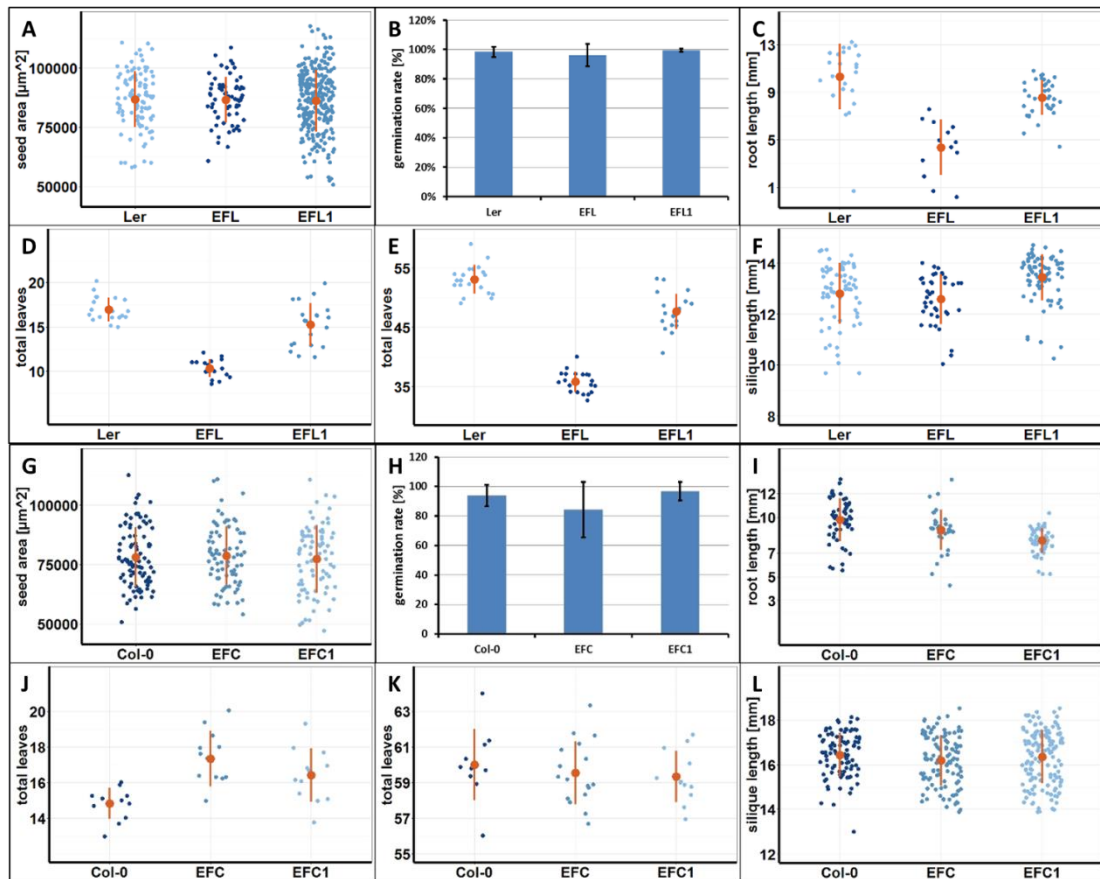 A
seed area [µm^2]
100000
75000
50000
Ler EFL EFL1
B
germination rate [%]
120%
100%
80%
60%
40%
20%
0%
Ler EFL EFL1
C
root length [mm]
13
9
5
1
Ler EFL EFL1
D
total leaves
20
15
10
Ler EFL EFL1
E
total leaves
55
45
35
Ler EFL EFL1
F
silique length [mm]
14
12
10
8
Ler EFL EFL1
G
seed area [µm^2]
100000
75000
50000
Col-0 EFC EFC1
H
germination rate [%]
120
100
80
60
40
20
0
Col-0 EFC EFC1
I
root length [mm]
12
10
7
5
3
Col-0 EFC EFC1
J
total leaves
20
18
16
14
Col-0 EFC EFC1
K
total leaves
63
61
59
57
55
Col-0 EFC EFC1
L
silique length [mm]
18
16
14
12
Col-0 EFC EFC1